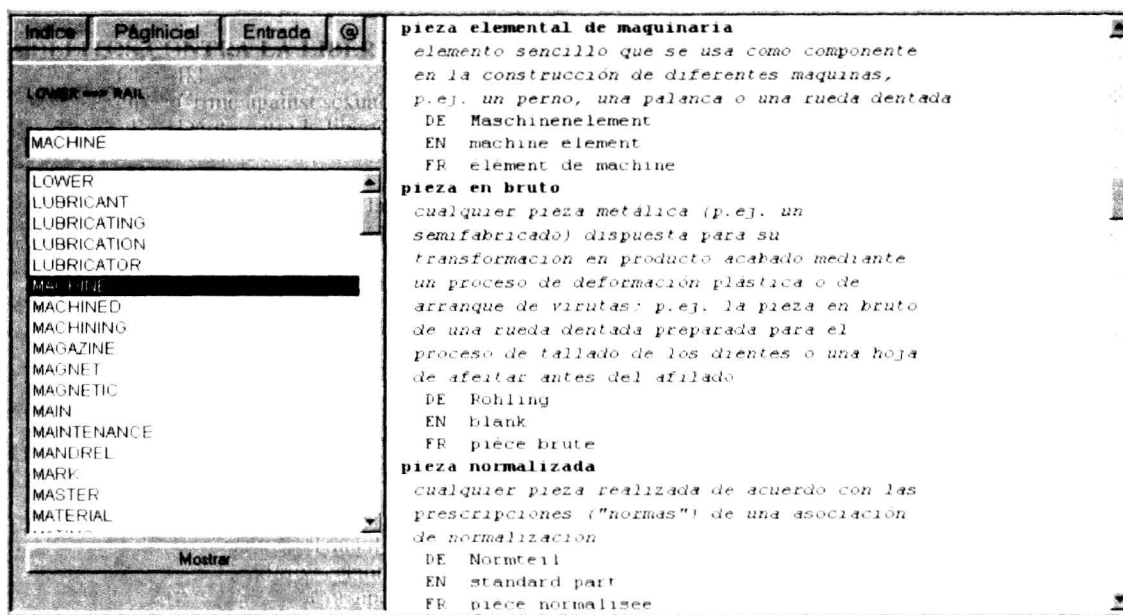 Indice PágInicial Entrada @
LOWER ==> RAIL
MACHINE
LOWER
LUBRICANT
LUBRICATING
LUBRICATION
LUBRICATOR
MACHINE
MACHINED
MACHINING
MAGAZINE
MAGNET
MAGNETIC
MAIN
MAINTENANCE
MANDREL
MARK
MASTER
MATERIAL
Mostrar
pieza elemental de maquinaria
elemento sencillo que se usa como componente
en la construcción de diferentes maquinas,
p.ej. un perno, una palanca o una rueda dentada
DE Maschinenelement
EN machine element
FR elément de machine
pieza en bruto
cualquier pieza metálica (p.ej. un
semifabricado) dispuesta para su
transformación en producto acabado mediante
un proceso de deformación plástica o de
arranque de virutas; p.ej. la pieza en bruto
de una rueda dentada preparada para el
proceso de tallado de los dientes o una hoja
de afeitar antes del afilado
DE Rohling
EN blank
FR pièce brute
pieza normalizada
cualquier pieza realizada de acuerdo con las
prescripciones ("normas") de una asociación
de normalización
DE Normteil
EN standard part
FR pièce normalisee